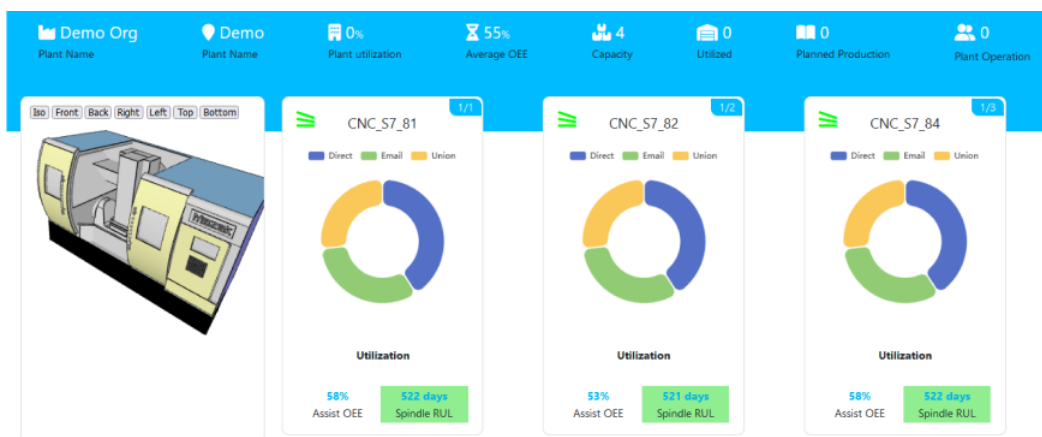 Demo Org
Plant Name
Demo
Plant Name
0%
Plant utilization
55%
Average OEE
4
Capacity
0
Utilized
0
Planned Production
0
Plant Operation
Iso Front Back Right Left Top Bottom
Mazak
1/1
CNC_S7_81
Direct Email Union
Utilization
58%
Assist OEE
522 days
Spindle RUL
1/2
CNC_S7_82
Direct Email Union
Utilization
53%
Assist OEE
521 days
Spindle RUL
1/3
CNC_S7_84
Direct Email Union
Utilization
58%
Assist OEE
522 days
Spindle RUL